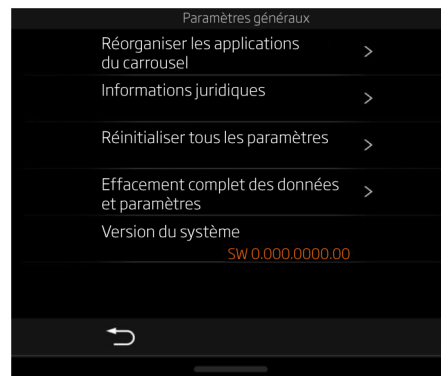 Paramètres généraux
Réorganiser les applications
du carrousel
Informations juridiques
Réinitialiser tous les paramètres
Effacement complet des données
et paramètres
Version du système
SW 0.000.0000.00